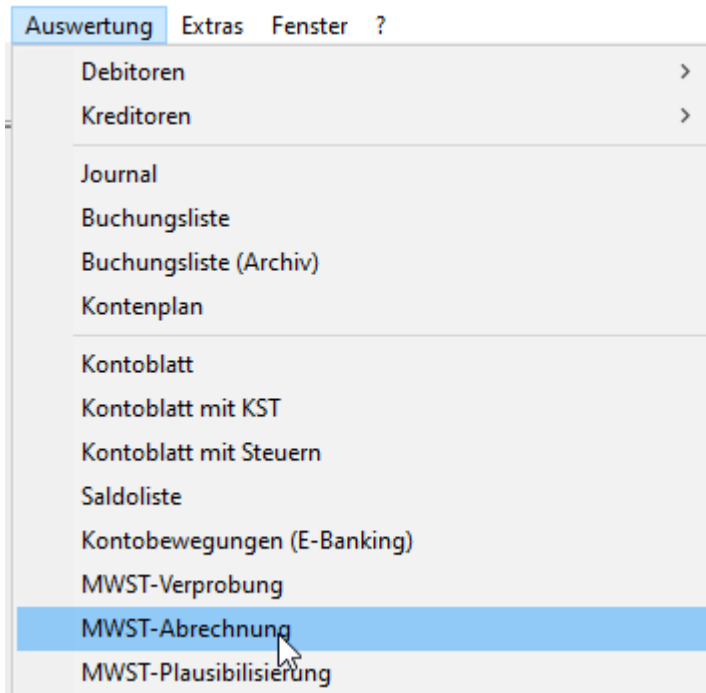 Auswertung Extras Fenster ?
Debitoren
Kreditoren
Journal
Buchungsliste
Buchungsliste (Archiv)
Kontenplan
Kontoblatt
Kontoblatt mit KST
Kontoblatt mit Steuern
Saldoliste
Kontobewegungen (E-Banking)
MWST-Verprobung
MWST-Abrechnung
MWST-Plausibilisierung